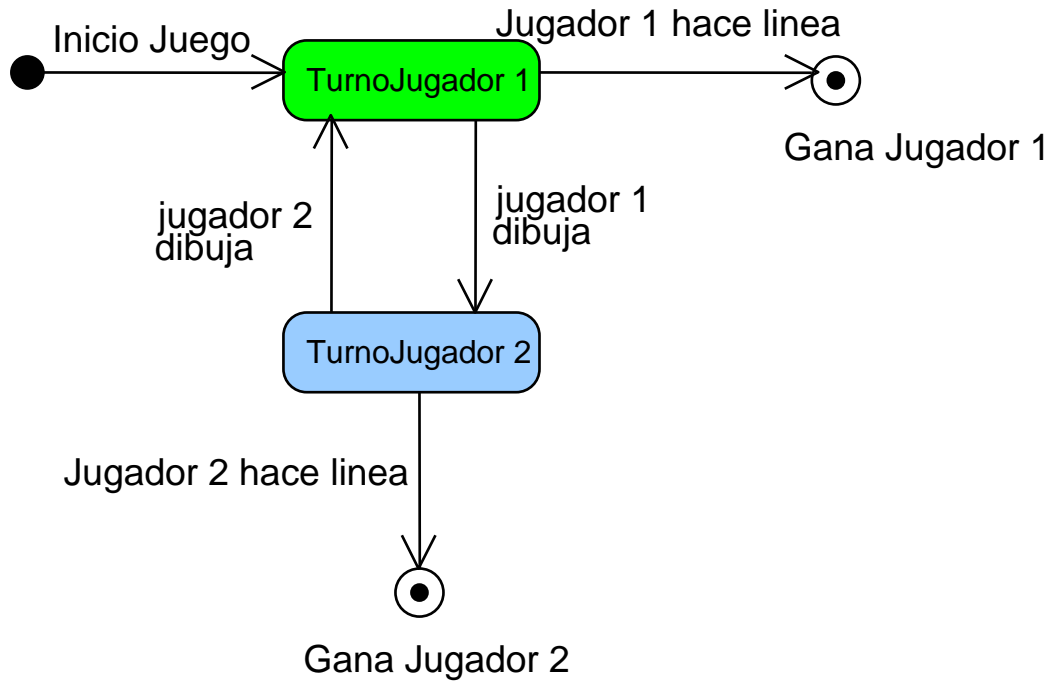 Jugador 1 hace linea
Inicio Juego
TurnoJugador 1
Gana Jugador 1
jugador 2
dibuja
jugador 1
dibuja
TurnoJugador 2
Jugador 2 hace linea
Gana Jugador 2